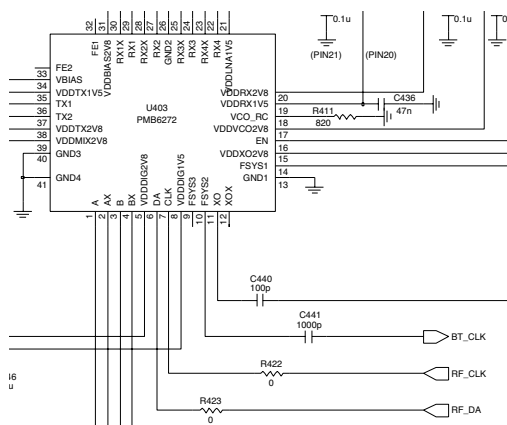 32 31 30 29 28 27 26 25 24 23 22 21
0.1u
0.1u
0
(PIN21) (PIN20)
FE1 VDDBIAS2V8 RX1X RX1 RX2X RX2 GND2 RX3X RX3 RX4X RX4 VDDLNA1V5
FE2
33
VBIAS
34
VDDTX1V5
35
TX1
36
TX2
37
VDDTX2V8
38
VDDMIX2V8
39
GND3
40
GND4
41
U403
PMB6272
VDDRX2V8
20
VDDRX1V5
19
VCO_RC
18
VDDVCO2V8
17
EN
16
VDDXO2V8
15
FSYS1
14
GND1
13
C436
47n
R411
820
A AX B BX VDDDIG2V8 DA CLK VDDDIG1V5 FSYS3 FSYS2 XO XOX
1 2 3 4 5 6 7 8 9 10 11 12
C440
100p
C441
1000p
BT_CLK
R422
0
RF_CLK
46
u
R423
0
RF_DA